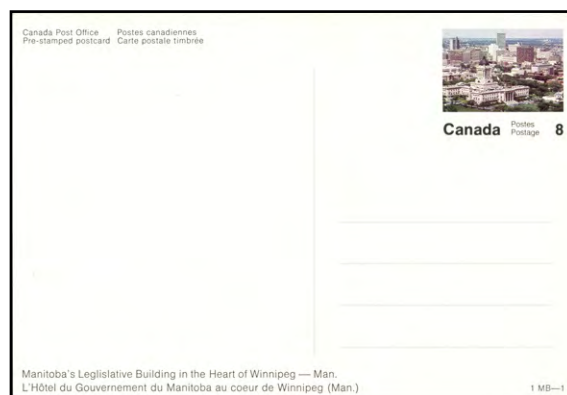 Canada Post Office Postes canadiennes
Pre-stamped postcard Carte postale timbrée
Canada Postes Postage 8
Manitoba's Leglislative Building in the Heart of Winnipeg — Man.
L'Hôtel du Gouvernement du Manitoba au coeur de Winnipeg (Man.)
1 MB—1